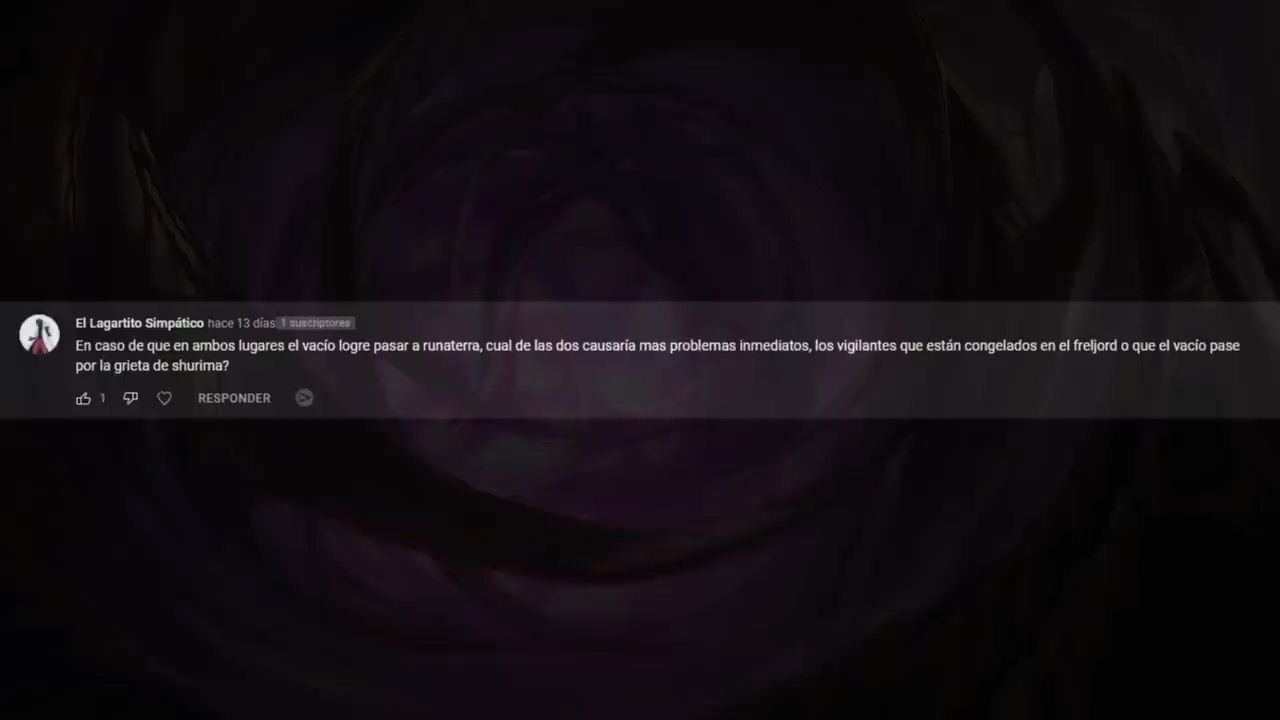 El Lagartito Simpático hace 13 días 1 suscriptores
En caso de que en ambos lugares el vacío logre pasar a runaterra, cual de las dos causaría mas problemas inmediatos, los vigilantes que están congelados en el freljord o que el vacío pase
por la grieta de shurima?
1 RESPONDER